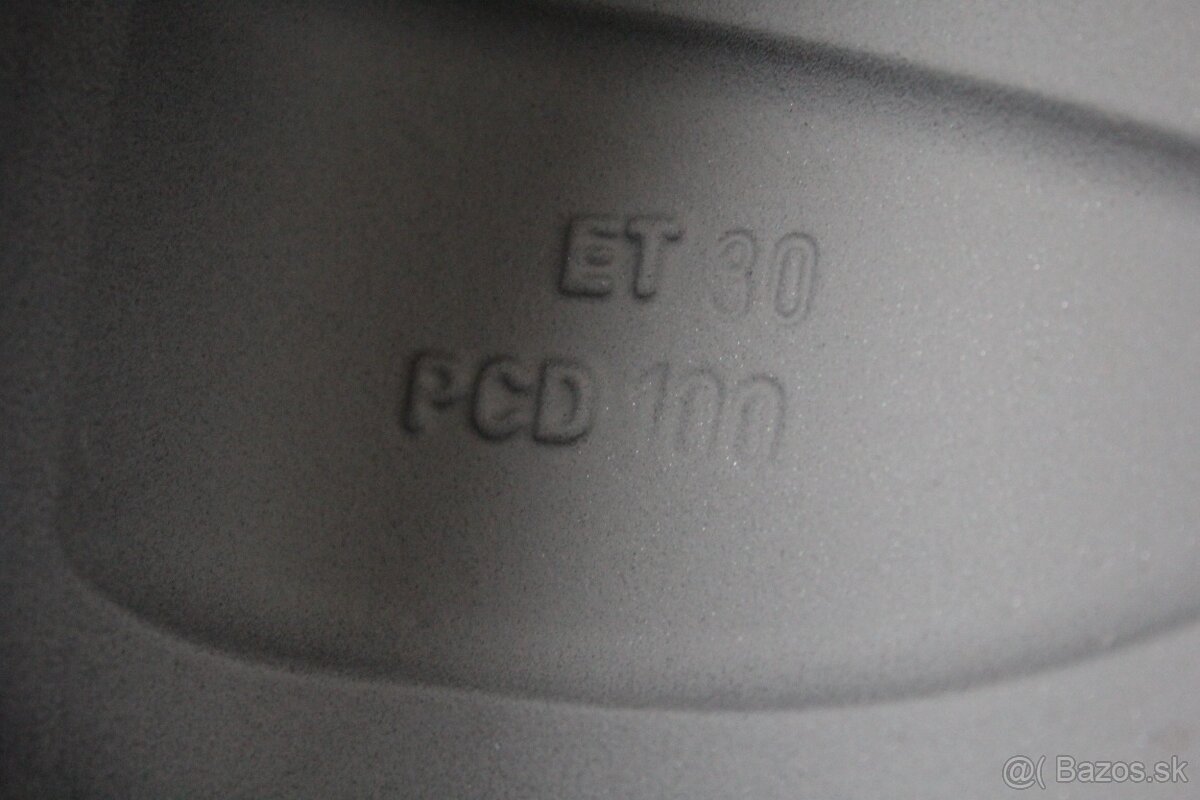 ET 30
PCD 100
@( Bazos.sk